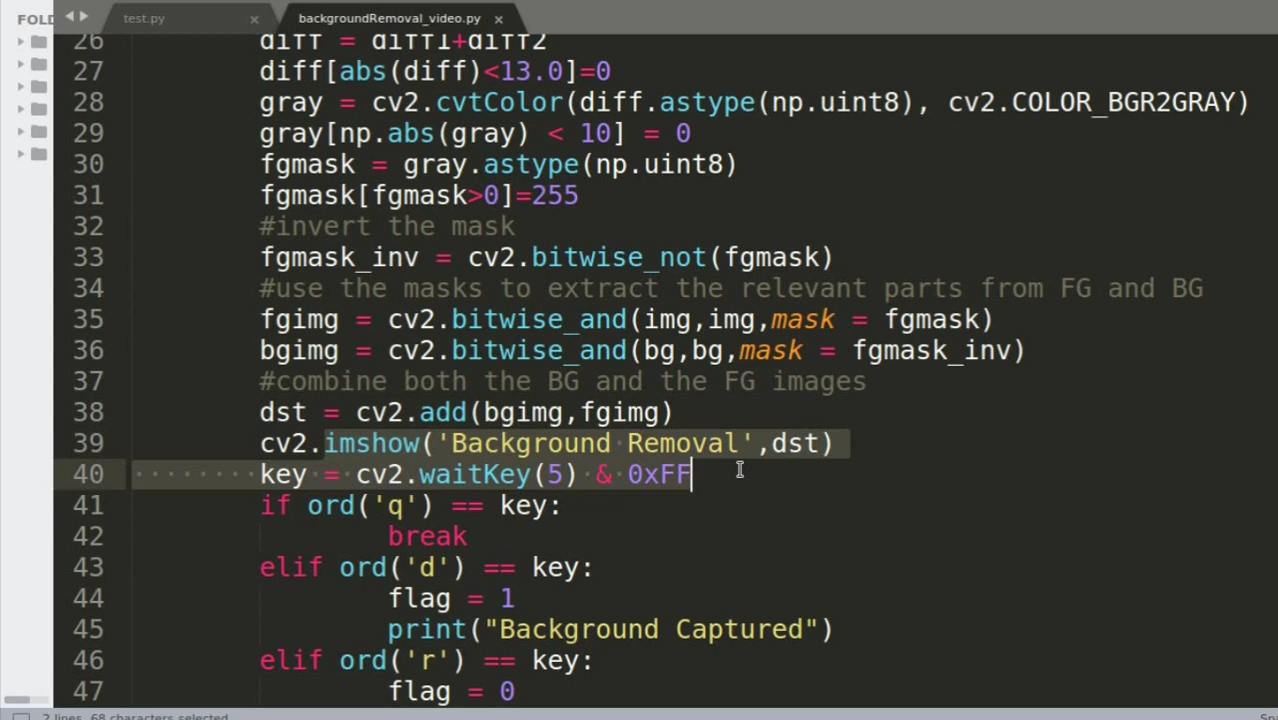 FOLD
test.py
backgroundRemoval_video.py
26 diff = diff1+diff2
27 diff[abs(diff)<13.0]=0
28 gray = cv2.cvtColor(diff.astype(np.uint8), cv2.COLOR_BGR2GRAY)
29 gray[np.abs(gray) < 10] = 0
30 fgmask = gray.astype(np.uint8)
31 fgmask[fgmask>0]=255
32 #invert the mask
33 fgmask_inv = cv2.bitwise_not(fgmask)
34 #use the masks to extract the relevant parts from FG and BG
35 fgimg = cv2.bitwise_and(img,img,mask = fgmask)
36 bgimg = cv2.bitwise_and(bg,bg,mask = fgmask_inv)
37 #combine both the BG and the FG images
38 dst = cv2.add(bgimg,fgimg)
39 cv2.imshow('Background Removal',dst)
40 key = cv2.waitKey(5) & 0xFF
41 if ord('q') == key:
42 break
43 elif ord('d') == key:
44 flag = 1
45 print("Background Captured")
46 elif ord('r') == key:
47 flag = 0
2 lines, 68 characters selected